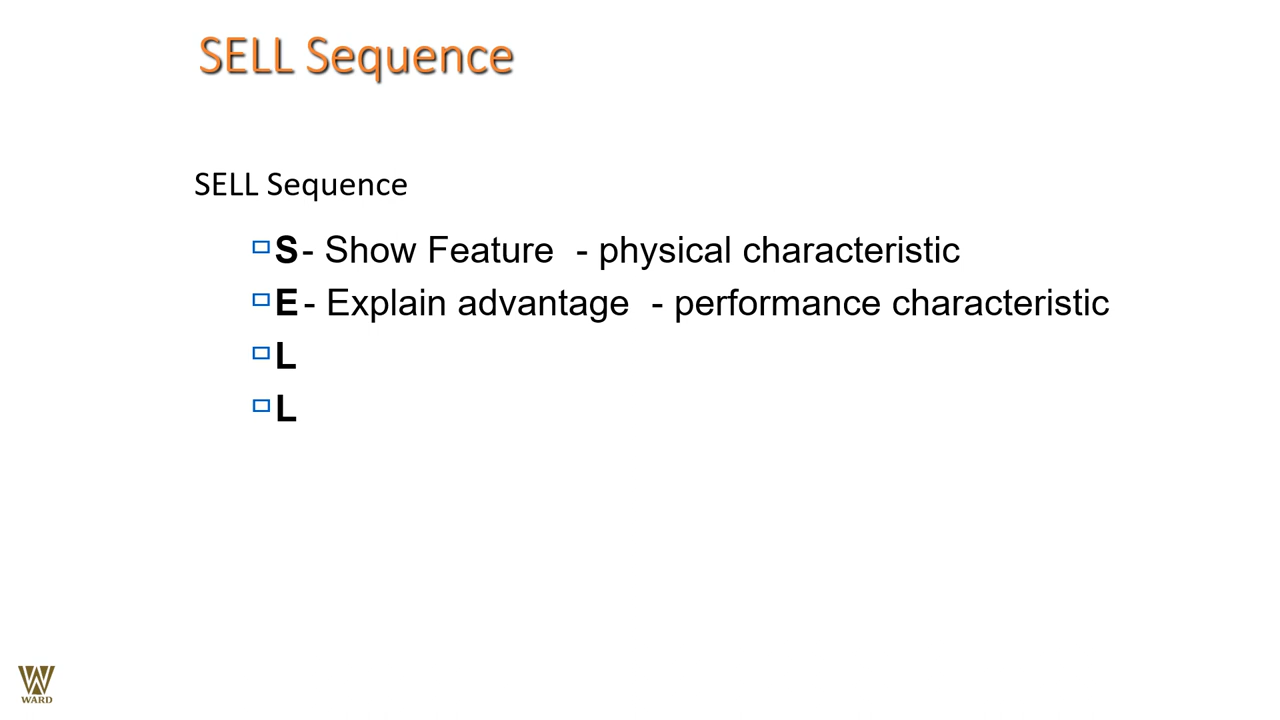 SELL Sequence
SELL Sequence
S - Show Feature - physical characteristic
E - Explain advantage - performance characteristic
L
L
WARD